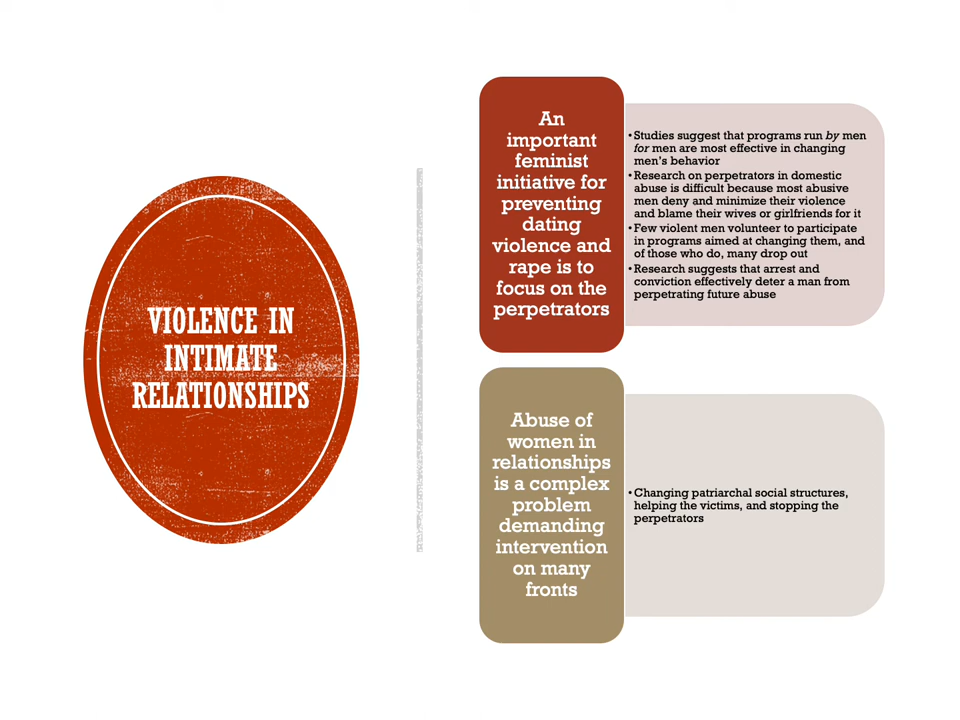 VIOLENCE IN
INTIMATE
RELATIONSHIPS
An
important
feminist
initiative for
preventing
dating
violence and
rape is to
focus on the
perpetrators
•Studies suggest that programs run by men
for men are most effective in changing
men's behavior
•Research on perpetrators in domestic
abuse is difficult because most abusive
men deny and minimize their violence
and blame their wives or girlfriends for it
•Few violent men volunteer to participate
in programs aimed at changing them, and
of those who do, many drop out
•Research suggests that arrest and
conviction effectively deter a man from
perpetrating future abuse
Abuse of
women in
relationships
is a complex
problem
demanding
intervention
on many
fronts
•Changing patriarchal social structures,
helping the victims, and stopping the
perpetrators